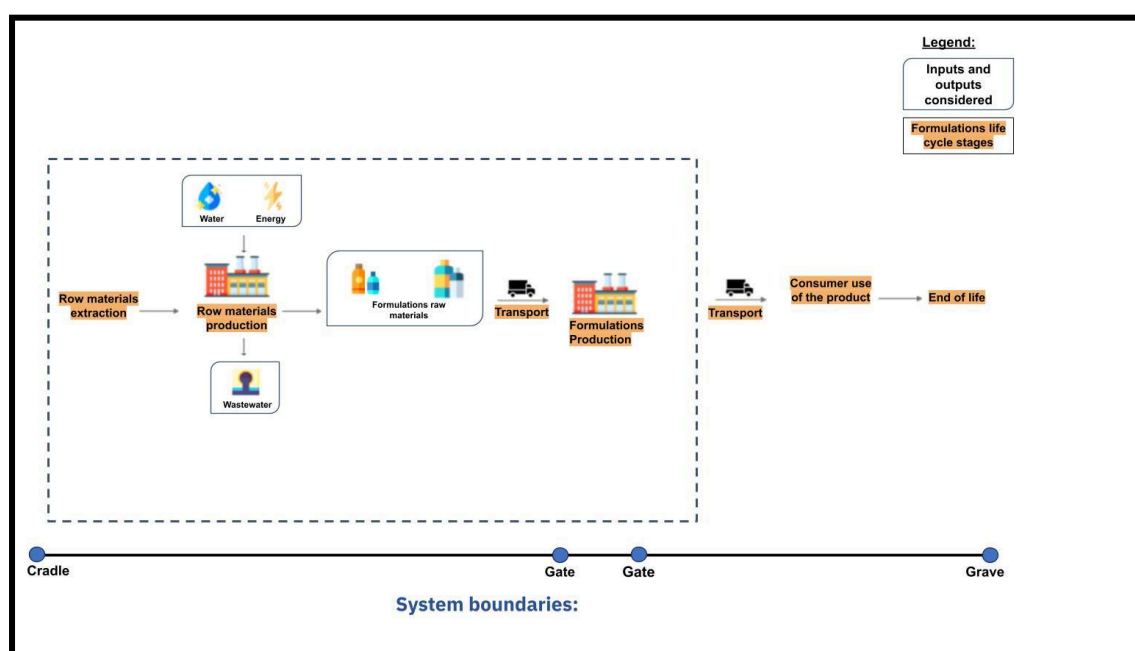 Legend:
Inputs and
outputs
considered
Formulations life
cycle stages
Water
Energy
Row materials
extraction
Row materials
production
Formulations raw
materials
Transport
Formulations
Production
Transport
Consumer use
of the product
End of life
Wastewater
Cradle
Gate
Gate
Grave
System boundaries: